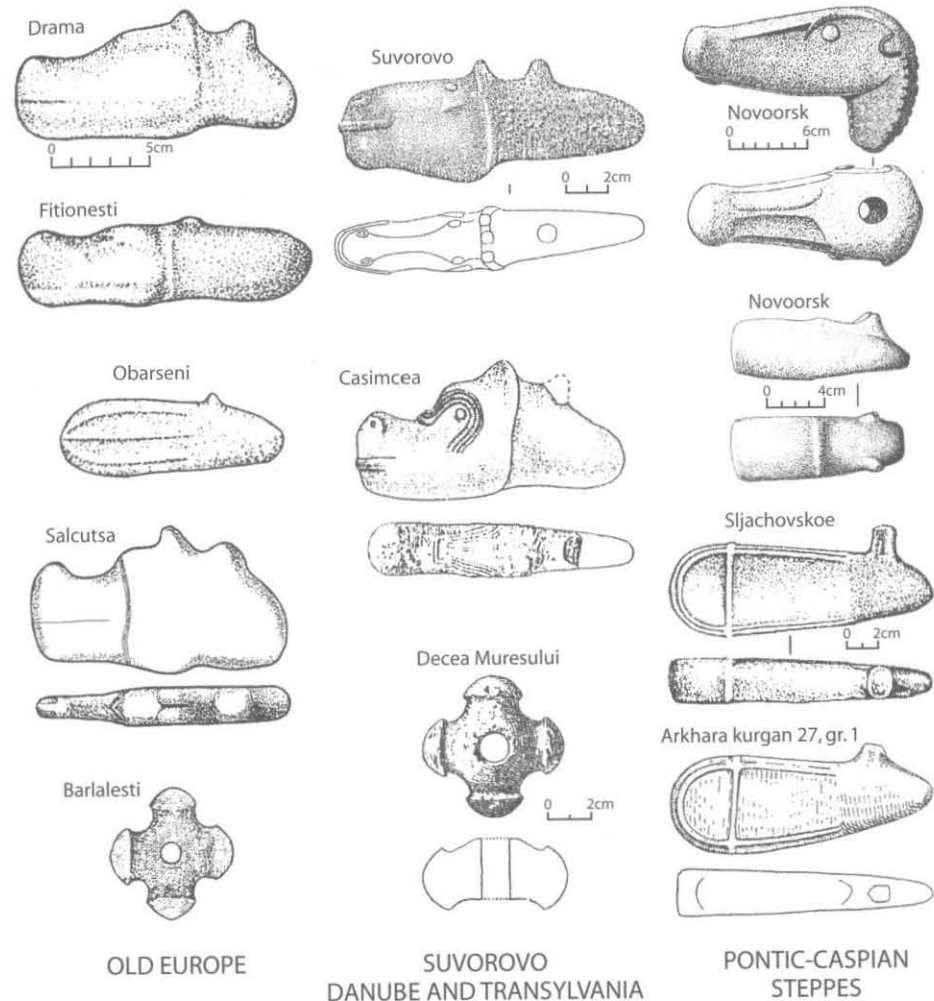 Drama
0 5cm
Fitionesti
Obarseni
Salcutsa
Barlalesti
OLD EUROPE
Suvorovo
0 2cm
Casimcea
Decea Muresului
0 2cm
SUVOROVO
DANUBE AND TRANSYLVANIA
Novoorsk
0 6cm
Novoorsk
0 4cm
Sljachovskoe
0 2cm
Arkhara kurgan 27, gr. 1
PONTIC-CASPIAN
STEPPES